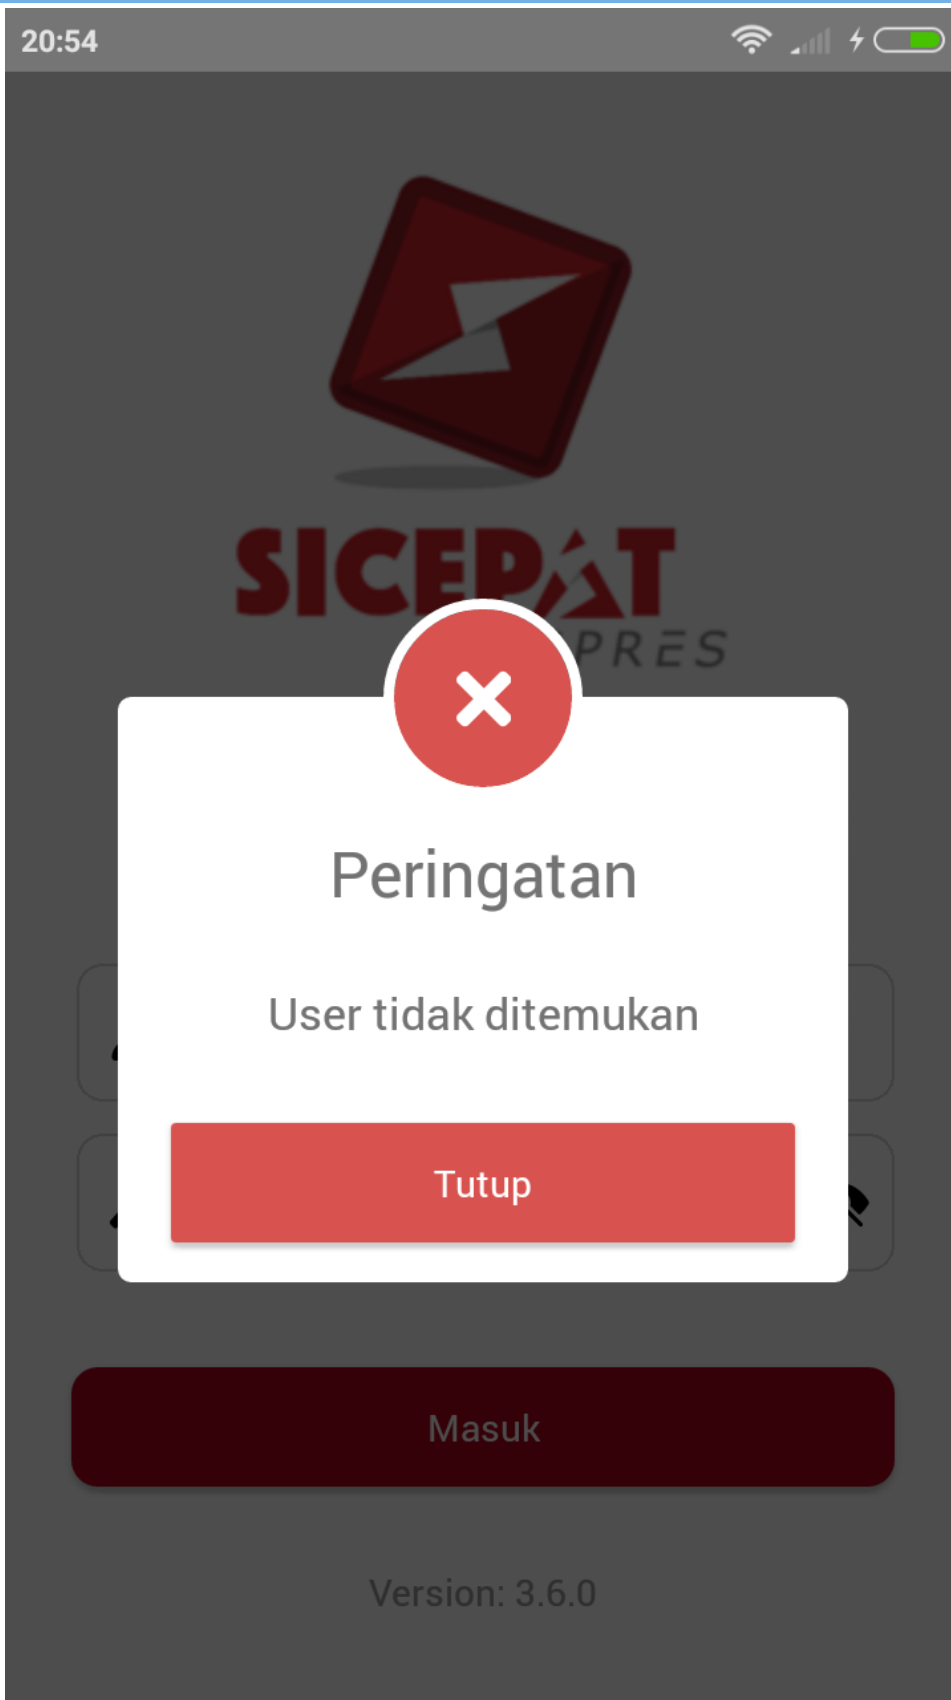 20:54
SICEPAT
PRES
Peringatan
User tidak ditemukan
Tutup
Masuk
Version: 3.6.0